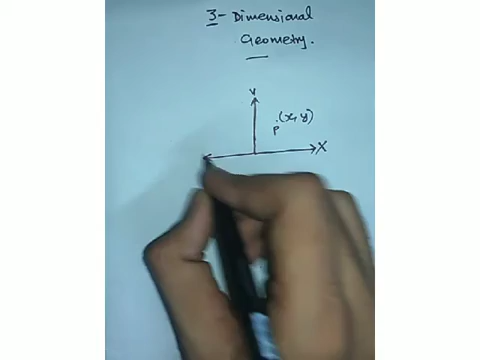 3-Dimensional
Geometry.
Y
P (x, y)
X